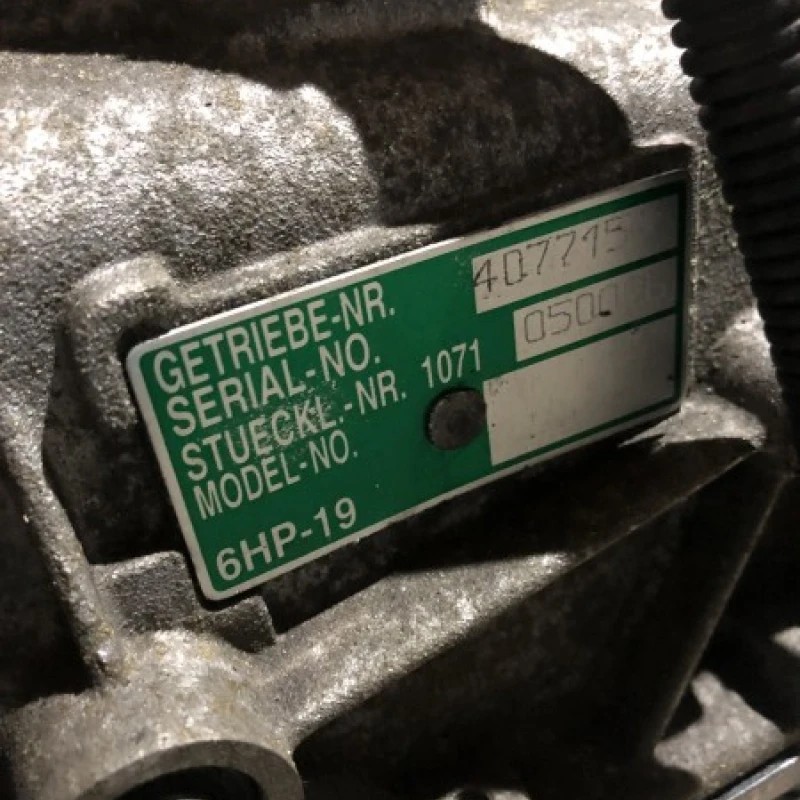 GETRIEBE-NR.
SERIAL-NO. 407715
STUECKL.-NR. 1071
MODEL-NO.
6HP-19